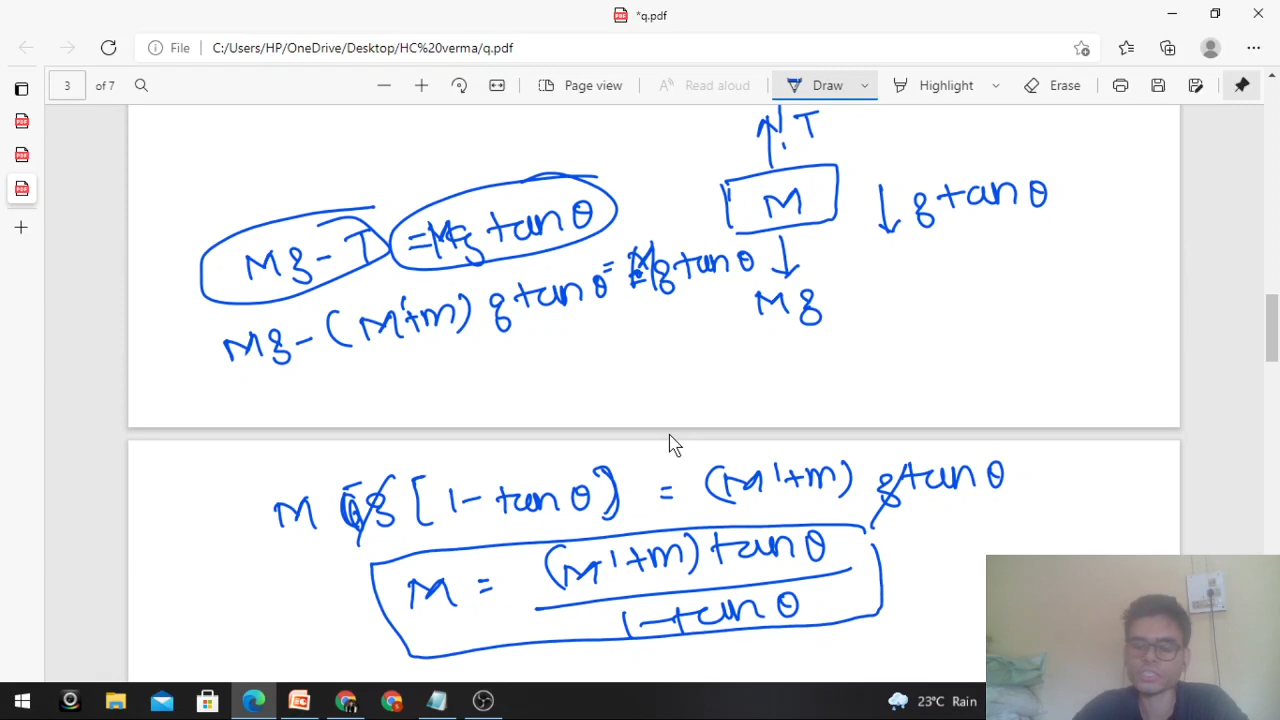 *q.pdf
File C:/Users/HP/OneDrive/Desktop/HC%20verma/q.pdf
3 of 7 Page view Read aloud Draw Highlight Erase
T
M
g tan θ
Mg - T = Mg tan θ
Mg
Mg - (M'+m) g tan θ = Mg tan θ
M g [1 - tan θ] = (M'+m) g tan θ
M = (M'+m) tan θ
1 - tan θ
23°C Rain